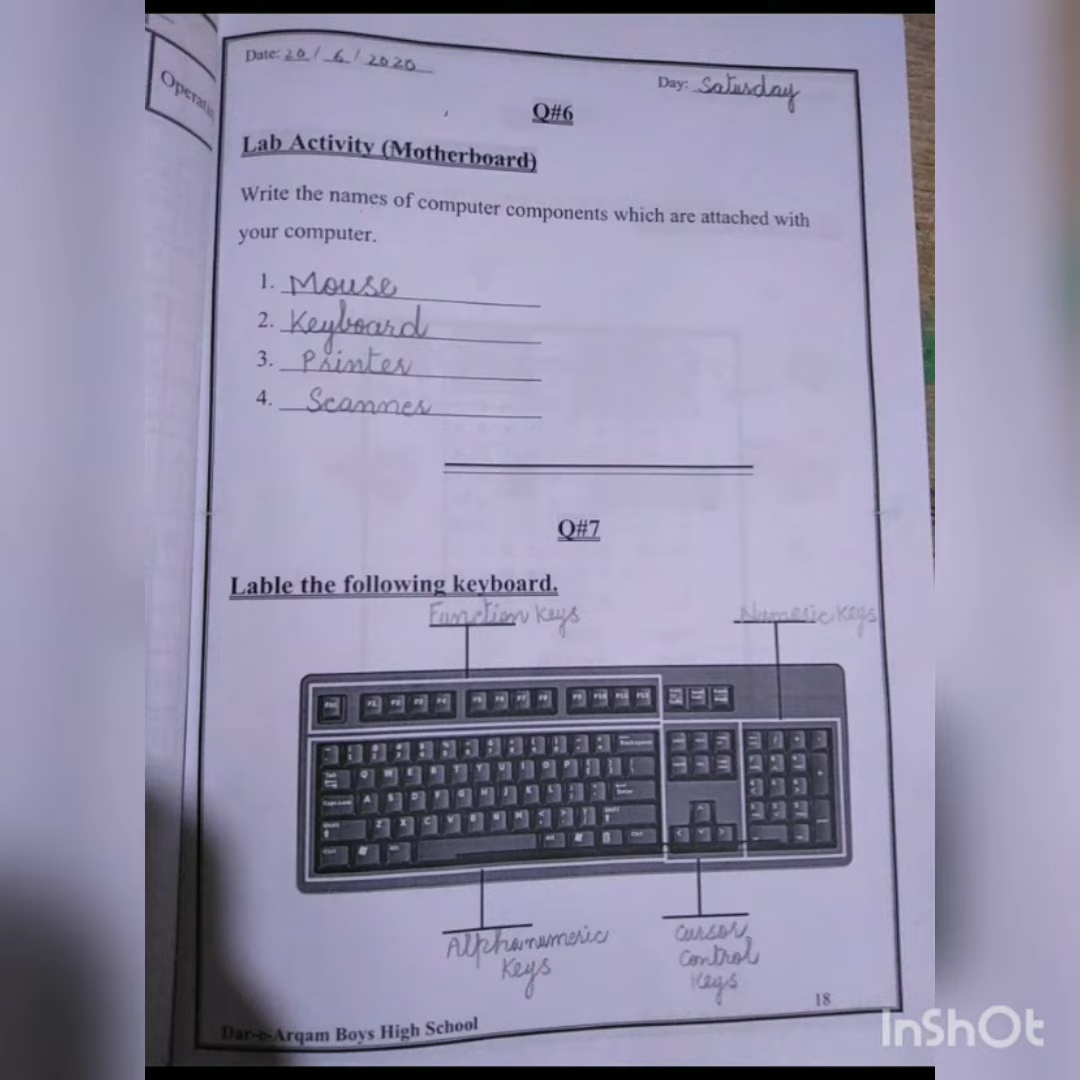 Operati
Date: 20/6/2020
Day: Saturday
Q#6
Lab Activity (Motherboard)
Write the names of computer components which are attached with
your computer.
1. Mouse
2. Keyboard
3. Printer
4. Scanner
Q#7
Lable the following keyboard.
Function keys
Numeric keys
Alphanumeric
keys
Cursor
Control
keys
18
Dar-e-Arqam Boys High School
InShOt